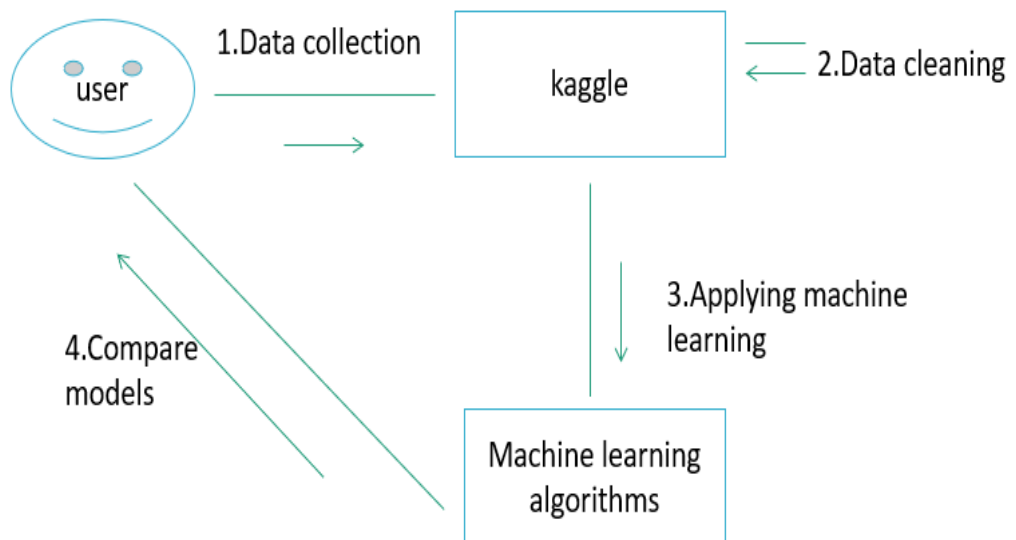 1.Data collection
user
kaggle
2.Data cleaning
3.Applying machine
learning
4.Compare
models
Machine learning
algorithms